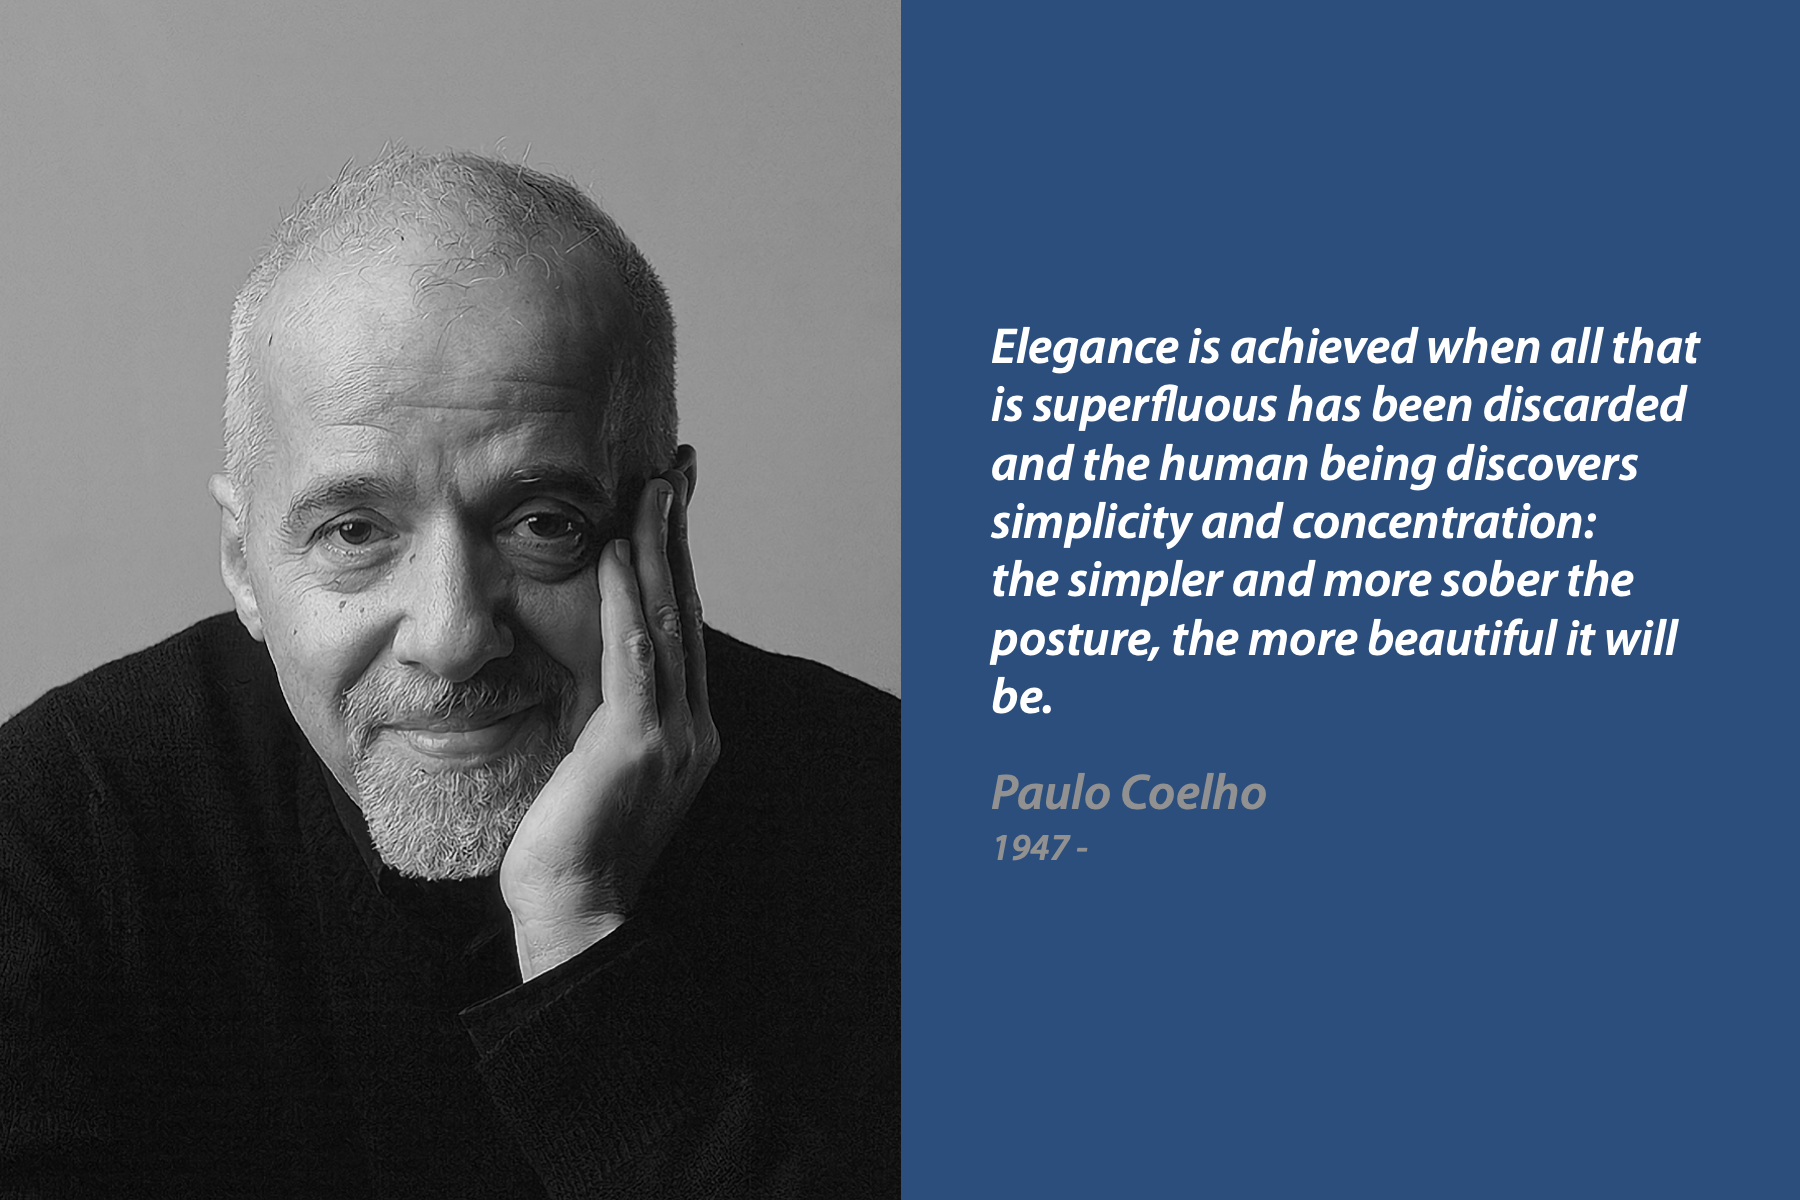 Elegance is achieved when all that
is superfluous has been discarded
and the human being discovers
simplicity and concentration:
the simpler and more sober the
posture, the more beautiful it will
be.
Paulo Coelho
1947 -